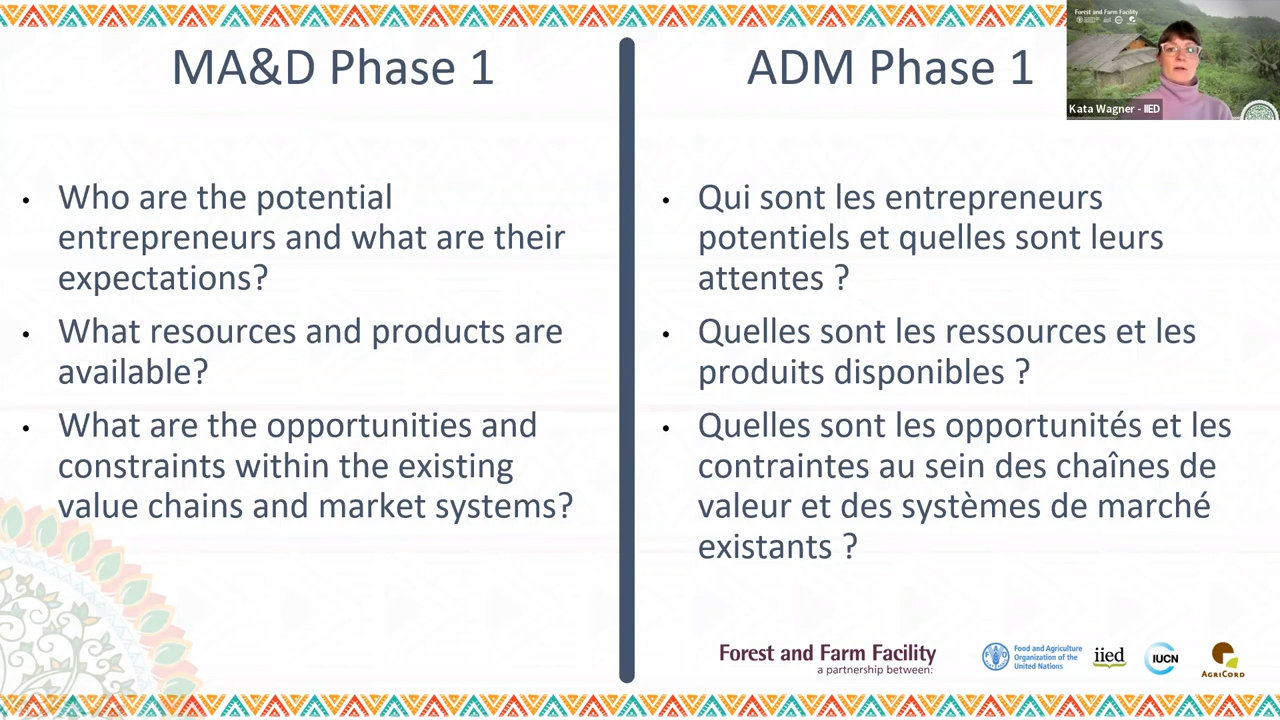 MA&D Phase 1
• Who are the potential
entrepreneurs and what are their
expectations?
• What resources and products are
available?
• What are the opportunities and
constraints within the existing
value chains and market systems?
ADM Phase 1
• Qui sont les entrepreneurs
potentiels et quelles sont leurs
attentes ?
• Quelles sont les ressources et les
produits disponibles ?
• Quelles sont les opportunités et les
contraintes au sein des chaînes de
valeur et des systèmes de marché
existants ?
Forest and Farm Facility
Kata Wagner - IIED
Forest and Farm Facility
a partnership between:
Food and Agriculture
Organization of the
United Nations
iied
IUCN
AgriCord